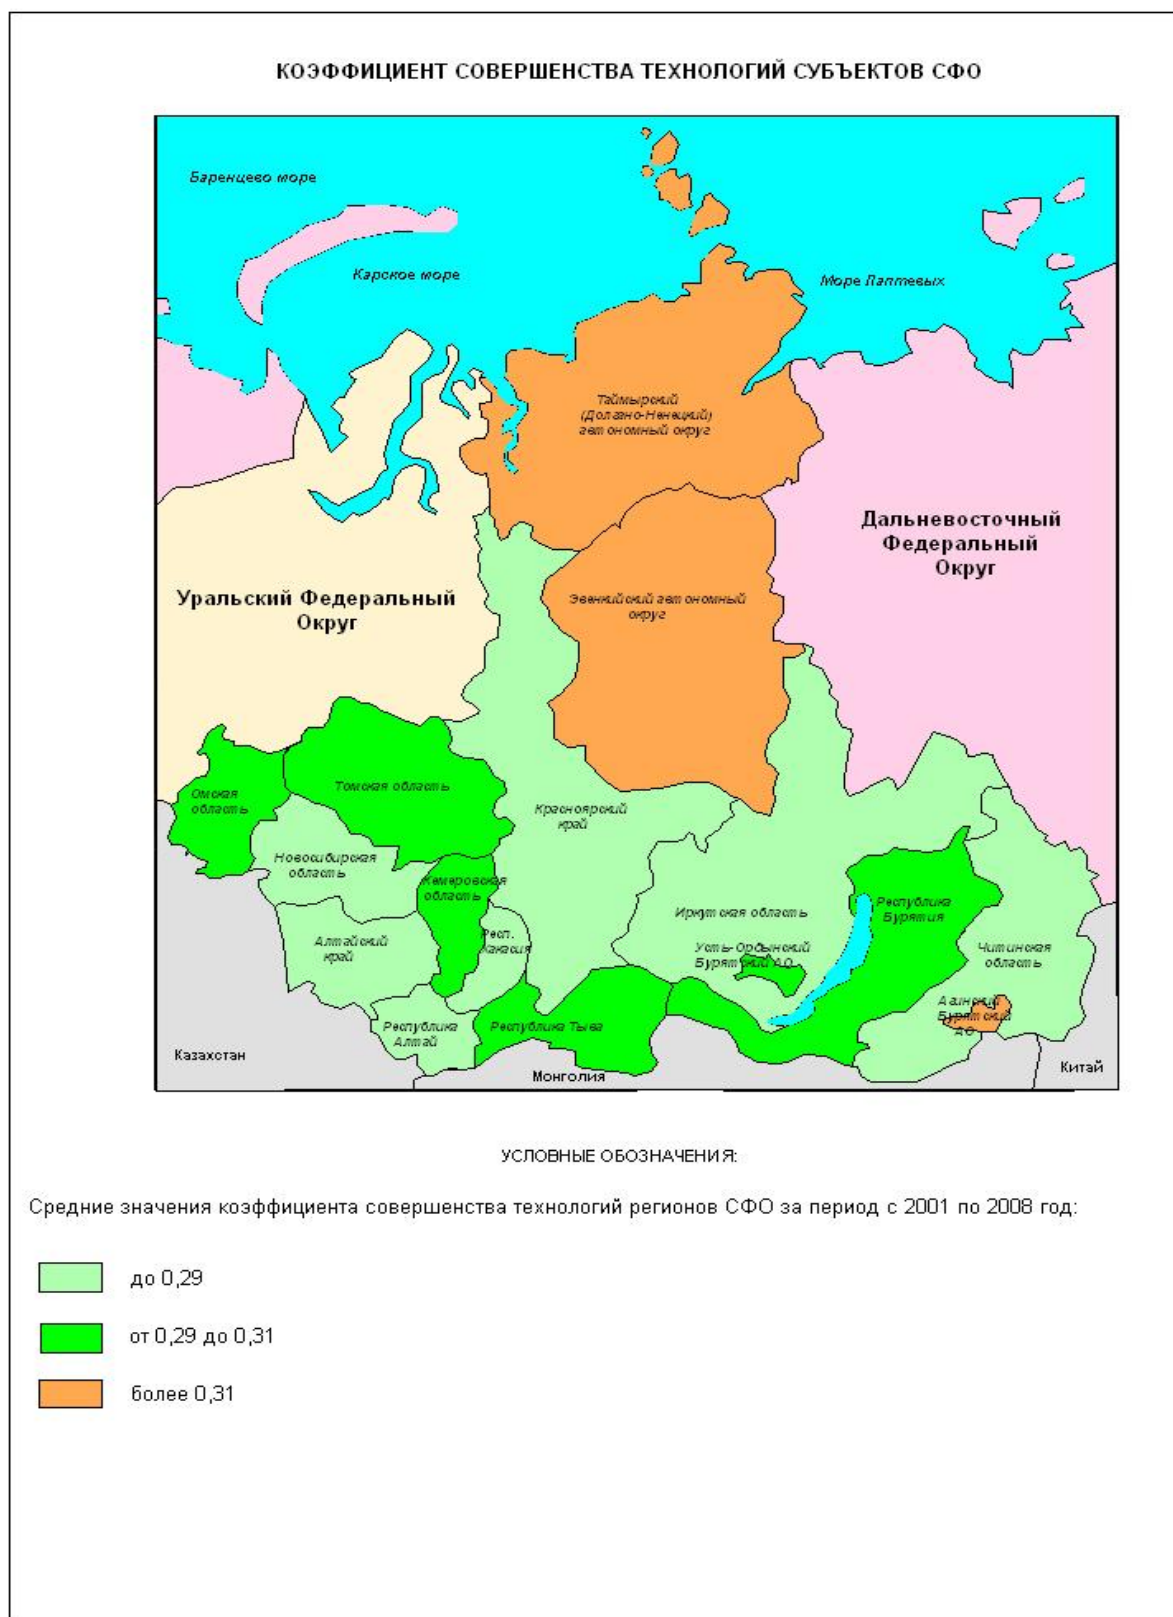 КОЭФФИЦИЕНТ СОВЕРШЕНСТВА ТЕХНОЛОГИЙ СУБЪЕКТОВ СФО
Баренцево море
Карское море
Море Лаптевых
Таймырский
(Долгано-Ненецкий)
автономный округ
Дальневосточный
Федеральный
Округ
Уральский Федеральный
Округ
Эвенкийский автономный
округ
Омская
область
Томская область
Красноярский
край
Новосибирская
область
Кемеровская
область
Республика
Бурятия
Иркутская область
Алтайский
край
Респ.
Хакасия
Усть-Ордынский
Бурятский АО
Читинская
область
Агинский
Бурятский
АО
Республика
Алтай
Республика Тыва
Казахстан
Монголия
Китай
УСЛОВНЫЕ ОБОЗНАЧЕНИЯ:
Средние значения коэффициента совершенства технологий регионов СФО за период с 2001 по 2008 год:
до 0,29
от 0,29 до 0,31
более 0,31